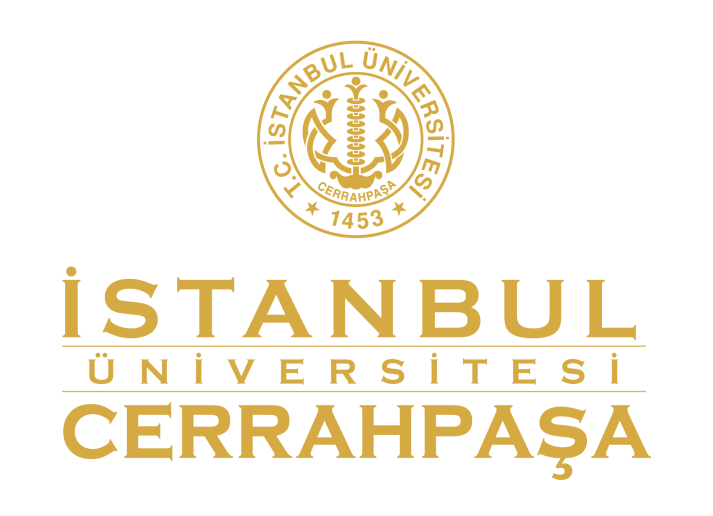 T.C. İSTANBUL ÜNİVERSİTESİ
CERRAHPAŞA
★ 1453 ★
İSTANBUL
ÜNİVERSİTESİ
CERRAHPAŞA